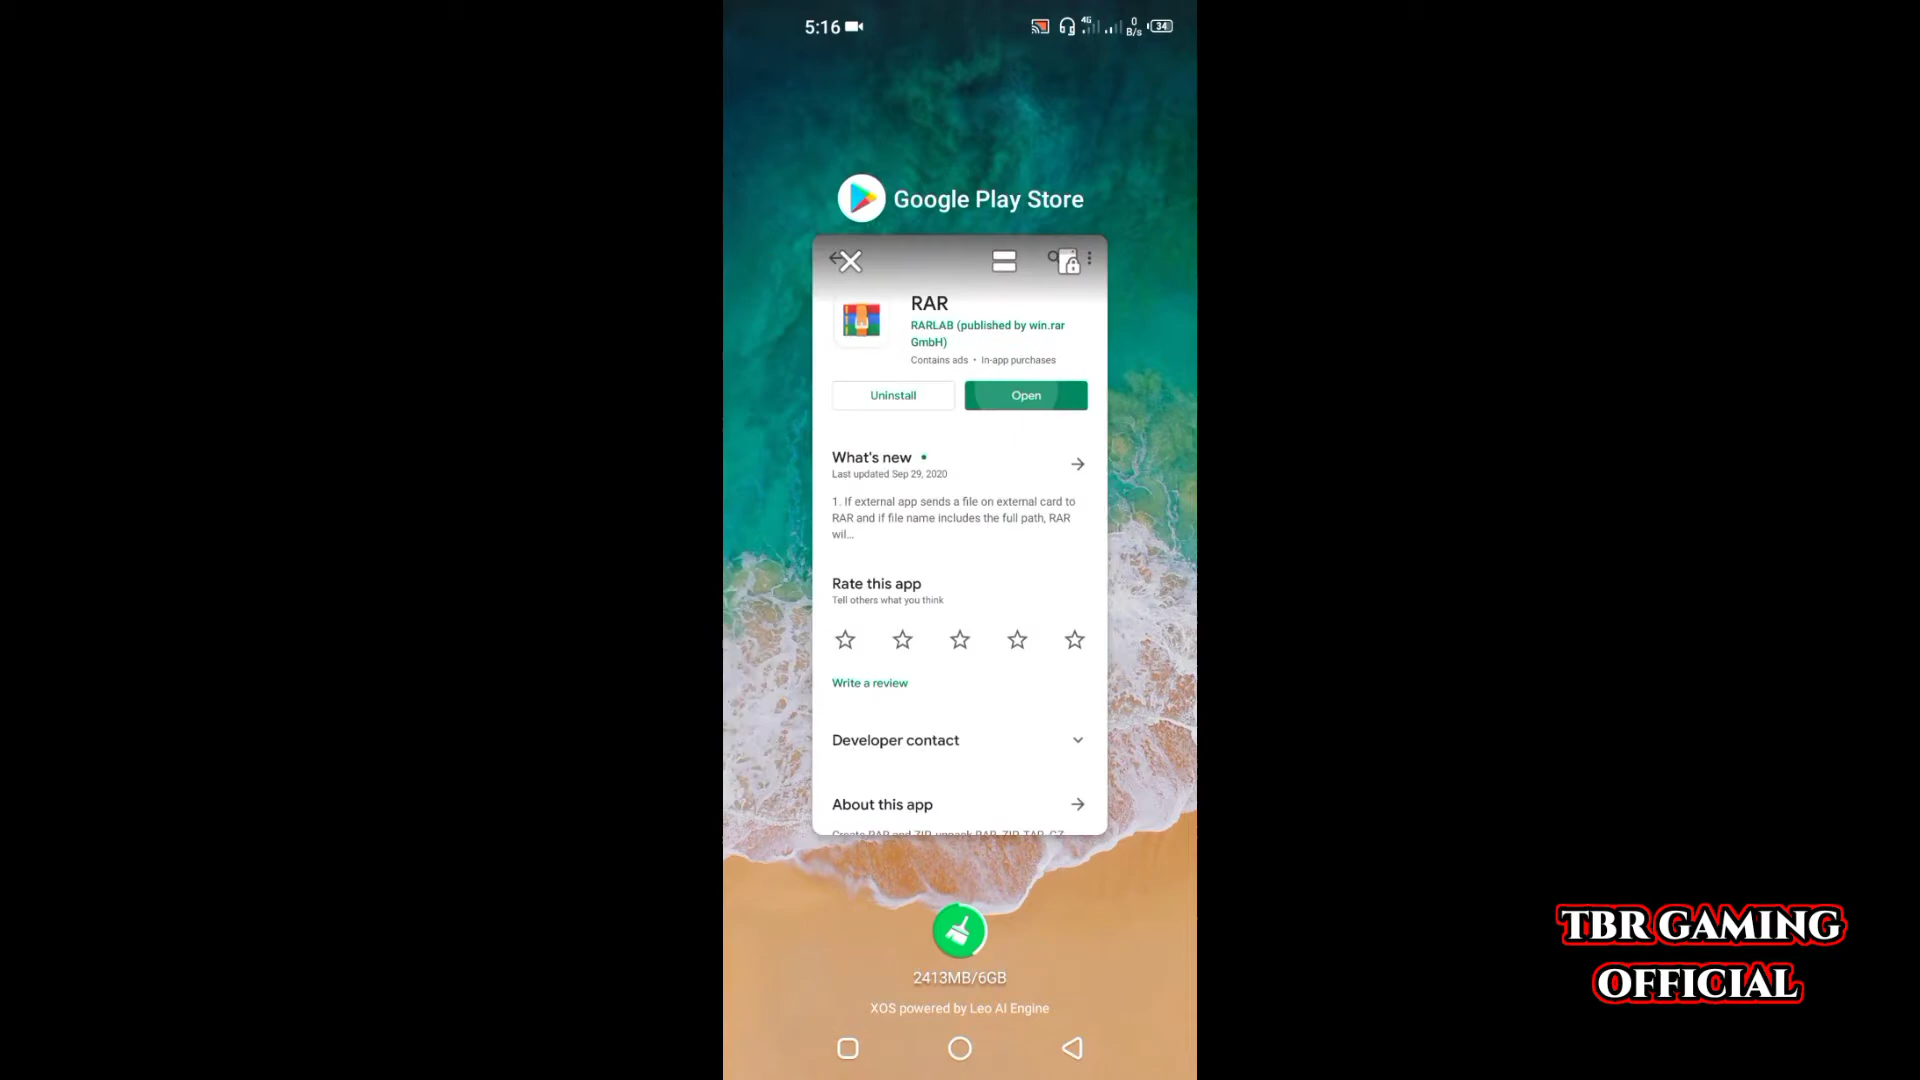 5:16
4G
0
B/s
34
Google Play Store
RAR
RARLAB (published by win.rar
GmbH)
Contains ads • In-app purchases
Uninstall
Open
What's new •
Last updated Sep 29, 2020
1. If external app sends a file on external card to
RAR and if file name includes the full path, RAR
wil...
Rate this app
Tell others what you think
Write a review
Developer contact
About this app
Create RAR and ZIP, unpack RAR, ZIP, TAR, GZ,
2413MB/6GB
XOS powered by Leo AI Engine
TBR GAMING
OFFICIAL